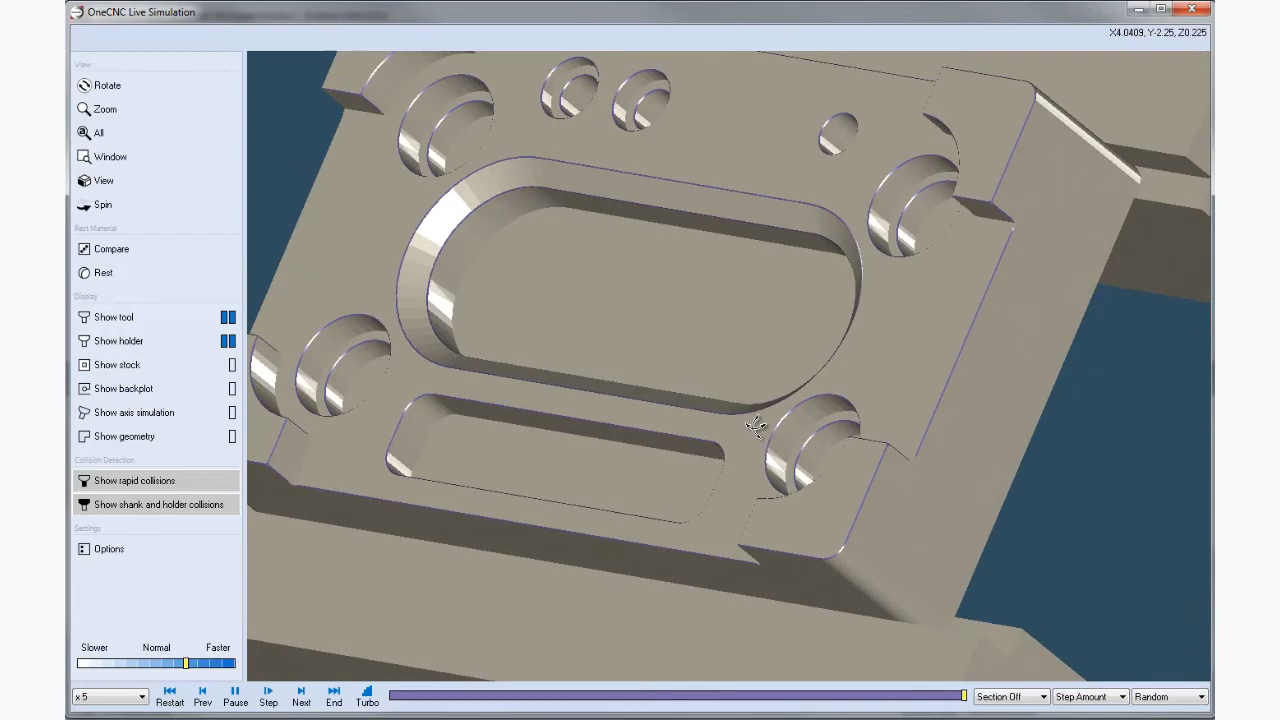 OneCNC Live Simulation
X4.0409, Y-2.25, Z0.225
View
Rotate
Zoom
All
Window
View
Spin
Rest Material
Compare
Rest
Display
Show tool
Show holder
Show stock
Show backplot
Show axis simulation
Show geometry
Collision Detection
Show rapid collisions
Show shank and holder collisions
Settings
Options
Slower Normal Faster
x 5 Restart Prev Pause Step Next End Turbo Section Off Step Amount Random